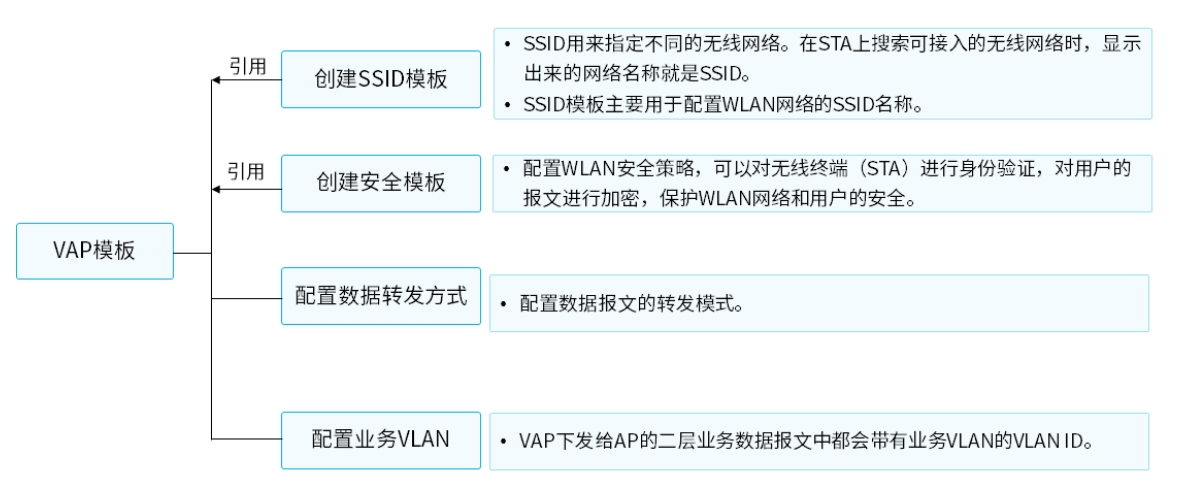 引用
创建SSID模板
• SSID用来指定不同的无线网络。在STA上搜索可接入的无线网络时，显示
出来的网络名称就是SSID。
• SSID模板主要用于配置WLAN网络的SSID名称。
引用
创建安全模板
• 配置WLAN安全策略，可以对无线终端（STA）进行身份验证，对用户的
报文进行加密，保护WLAN网络和用户的安全。
VAP模板
配置数据转发方式
• 配置数据报文的转发模式。
配置业务VLAN
• VAP下发给AP的二层业务数据报文中都会带有业务VLAN的VLAN ID。